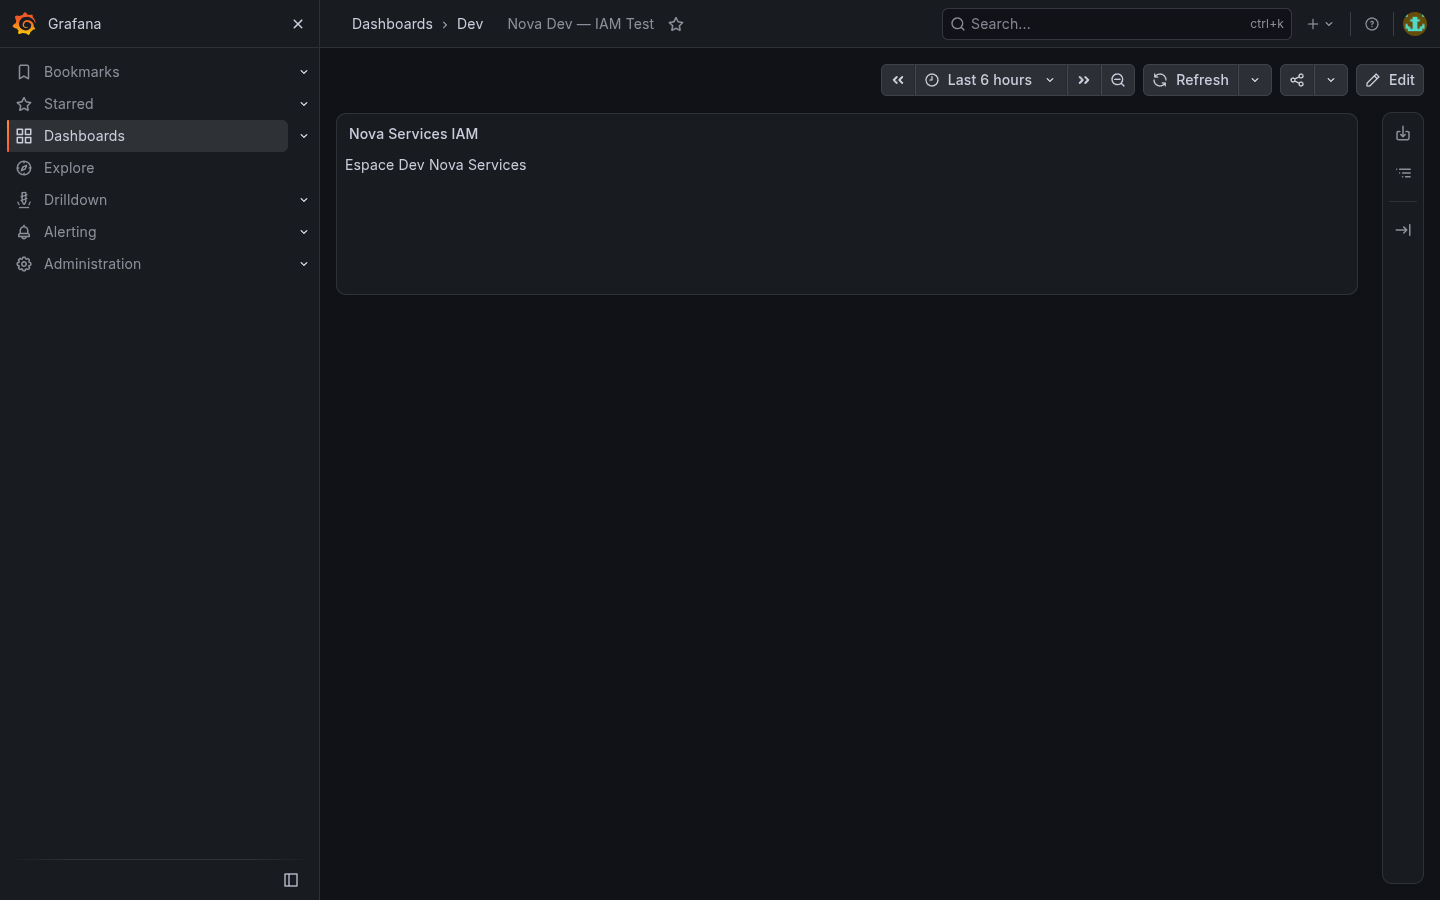 Grafana
Dashboards › Dev Nova Dev — IAM Test
Search... ctrl+k
Bookmarks
Starred
Dashboards
Explore
Drilldown
Alerting
Administration
Last 6 hours
Refresh
Edit
Nova Services IAM
Espace Dev Nova Services